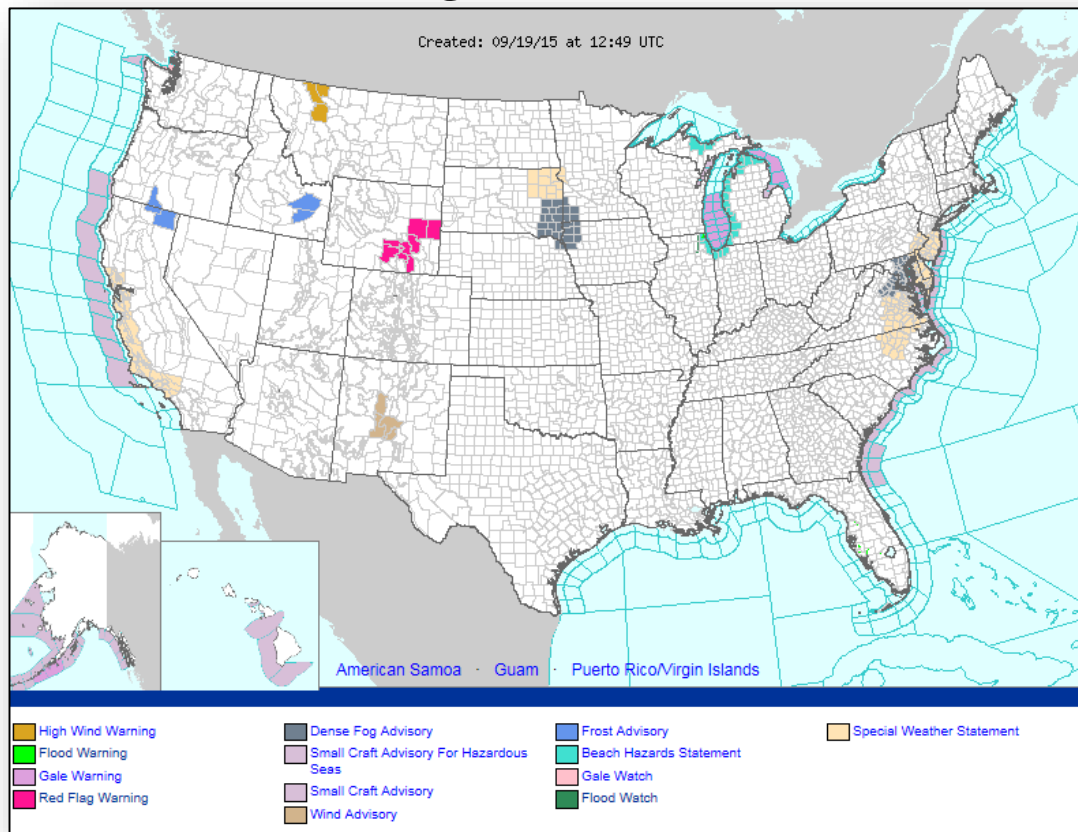 Created: 09/19/15 at 12:49 UTC
American Samoa · Guam · Puerto Rico/Virgin Islands
High Wind Warning
Flood Warning
Gale Warning
Red Flag Warning
Dense Fog Advisory
Small Craft Advisory For Hazardous
Seas
Small Craft Advisory
Wind Advisory
Frost Advisory
Beach Hazards Statement
Gale Watch
Flood Watch
Special Weather Statement